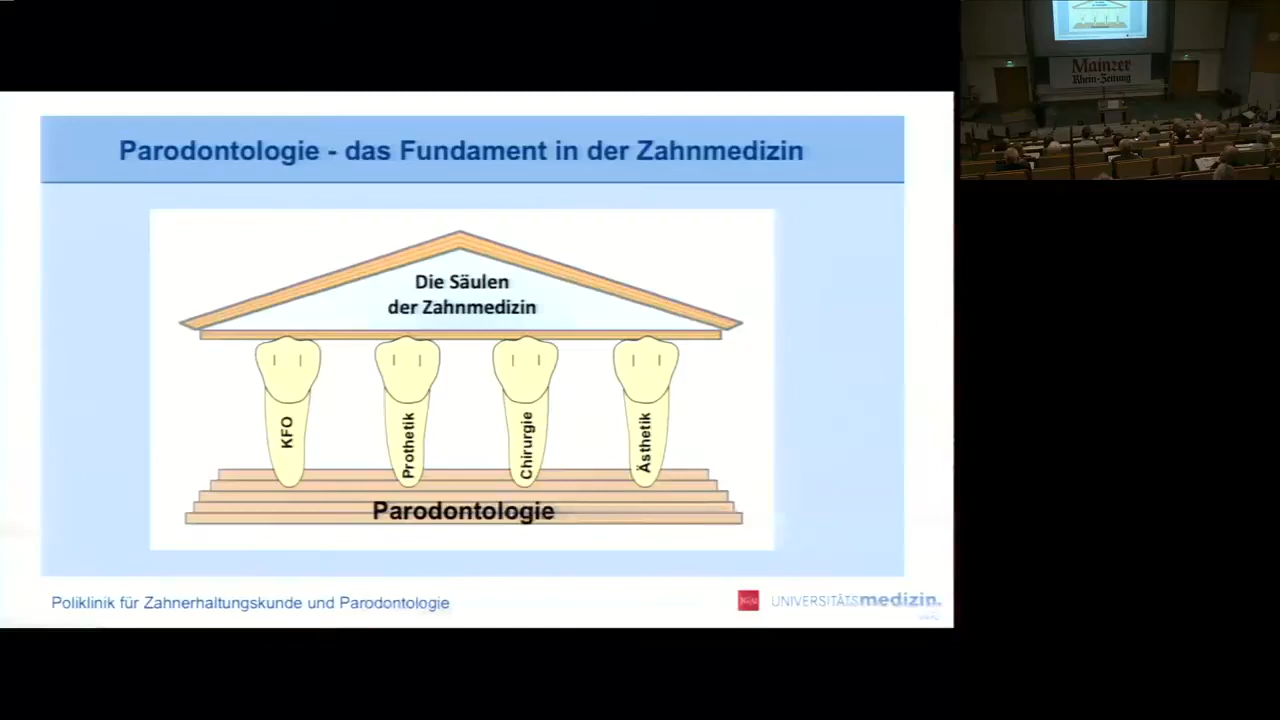 Parodontologie - das Fundament in der Zahnmedizin
Die Säulen
der Zahnmedizin
KFO
Prothetik
Chirurgie
Ästhetik
Parodontologie
Poliklinik für Zahnerhaltungskunde und Parodontologie
UNIVERSITÄTSmedizin.
Mainzer
Rhein-Zeitung